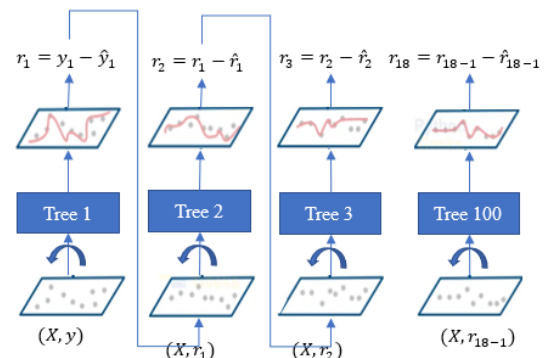 r₁ = y₁ − ŷ₁
r₂ = r₁ − r̂₁
r₃ = r₂ − r̂₂
r₁₈ = r₁₈₋₁ − r̂₁₈₋₁
Tree 1
Tree 2
Tree 3
Tree 100
(X, y)
(X, r₁)
(X, r₂)
(X, r₁₈₋₁)